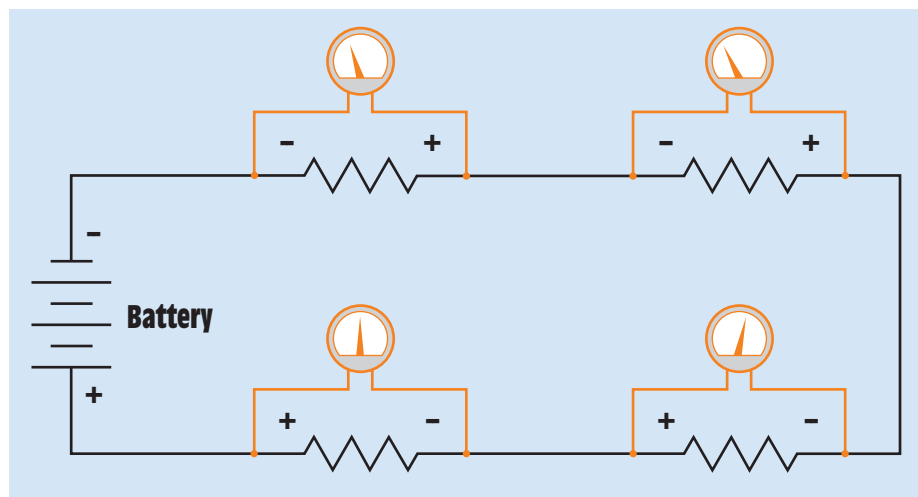 - + - +
-
Battery
+
+ - + -